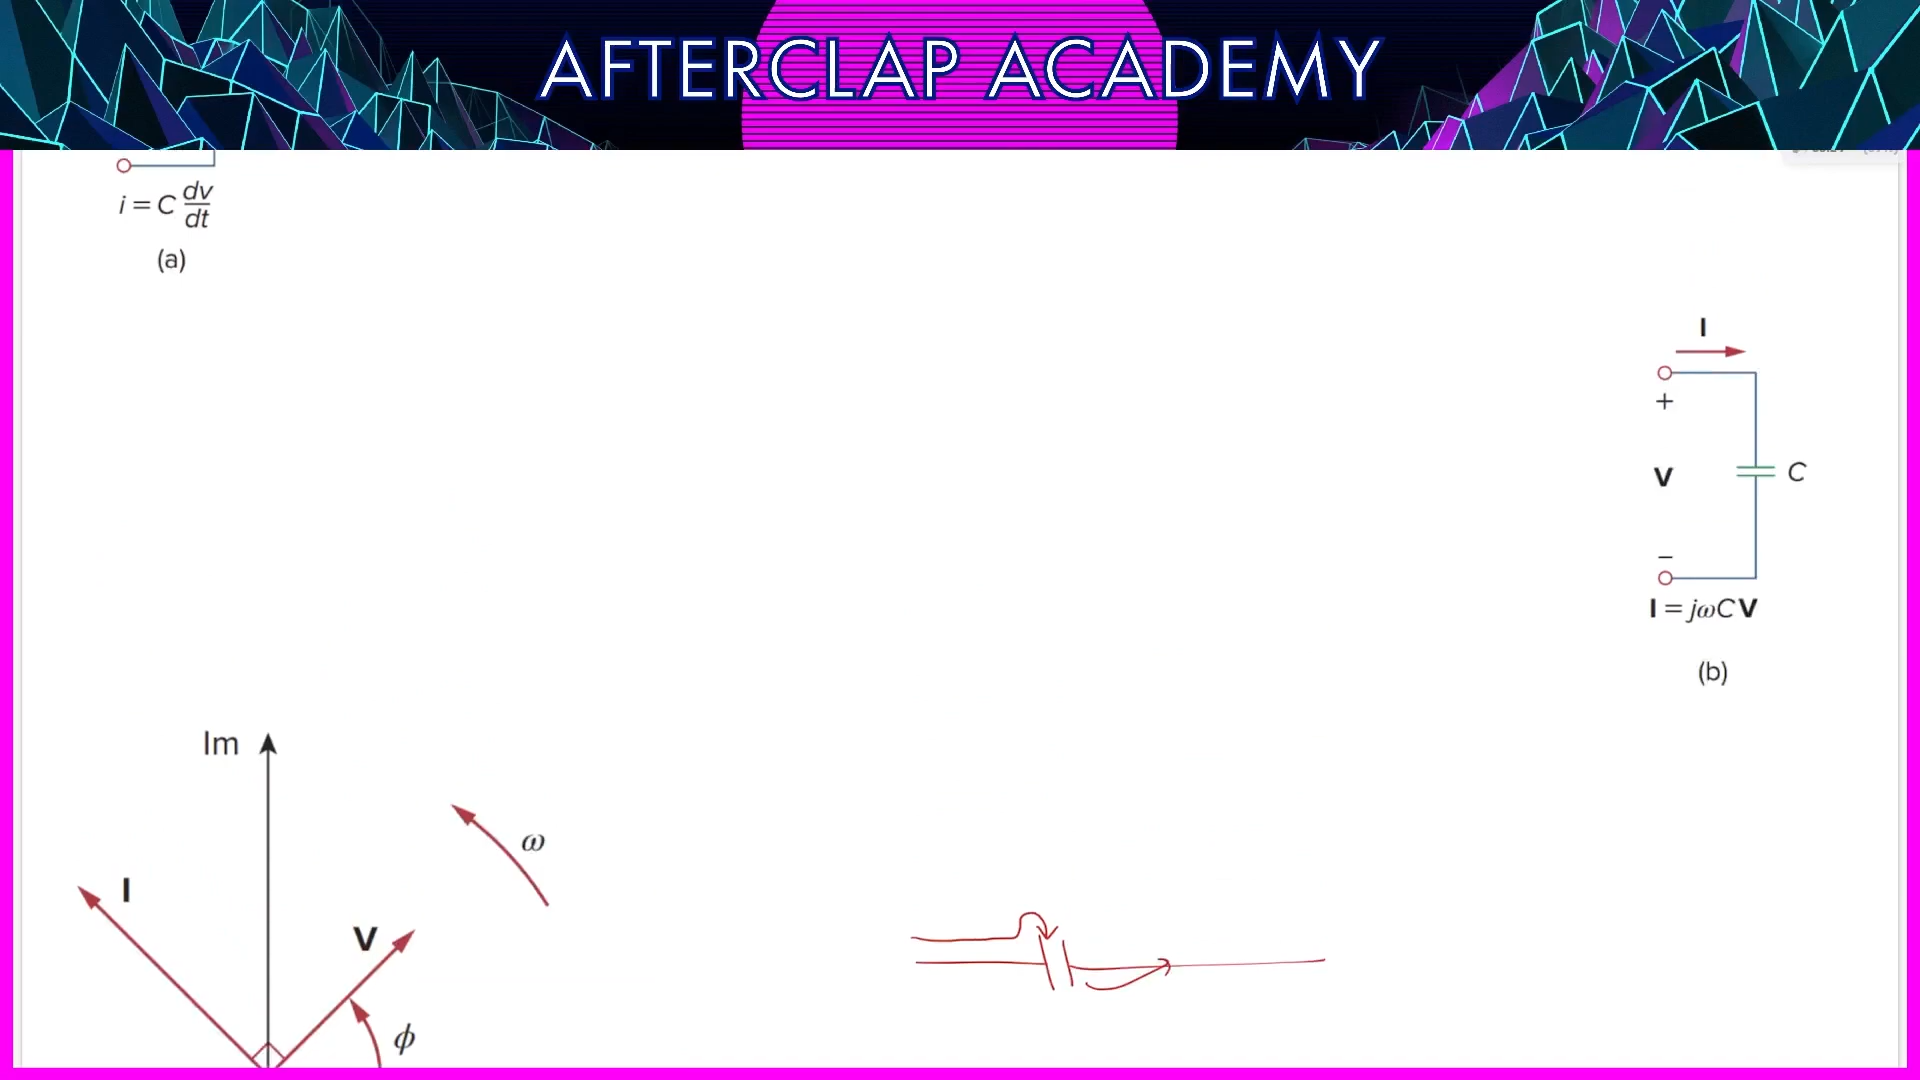 AFTERCLAP ACADEMY
i = C dv/dt
(a)
I
+
V
C
−
I = jωCV
(b)
Im
ω
I
V
ϕ